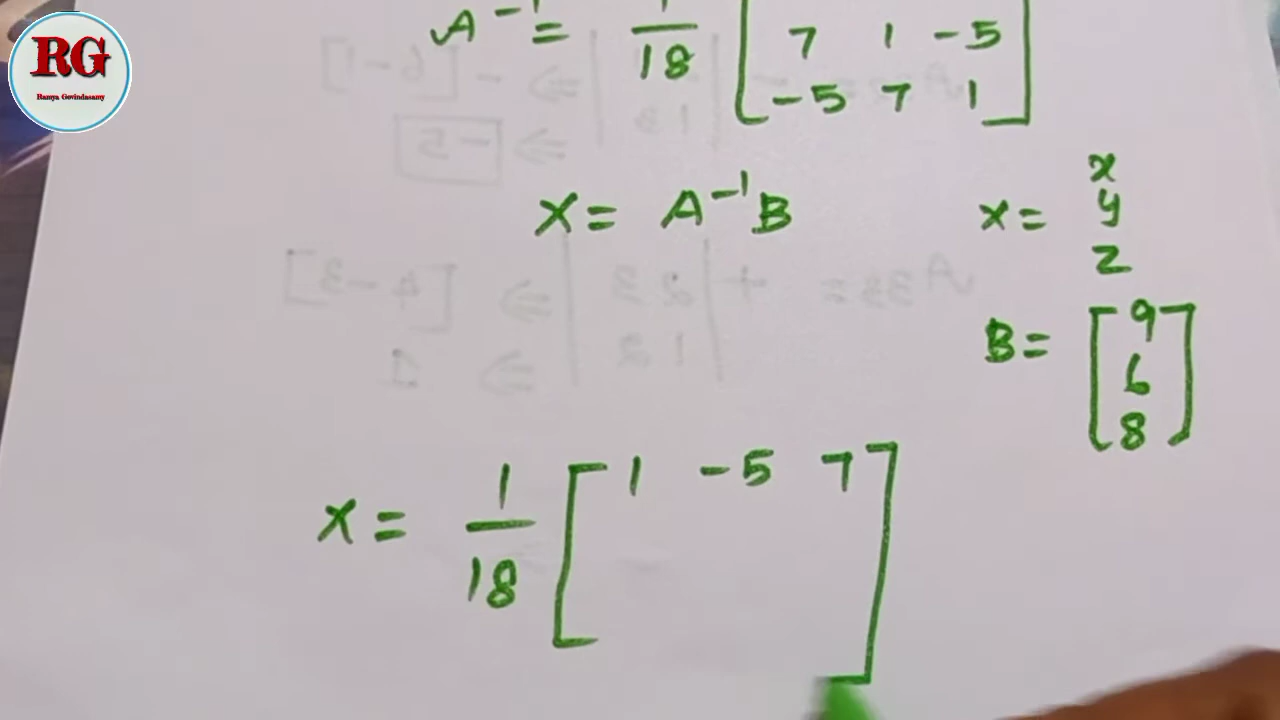 RG
Ramya Govindasamy
A⁻¹ = 1/18 [
7 1 -5
-5 7 1 ]
X = A⁻¹B
x = x
y
z
B = [ 9
6
8 ]
X = 1/18 [ 1 -5 7 ]